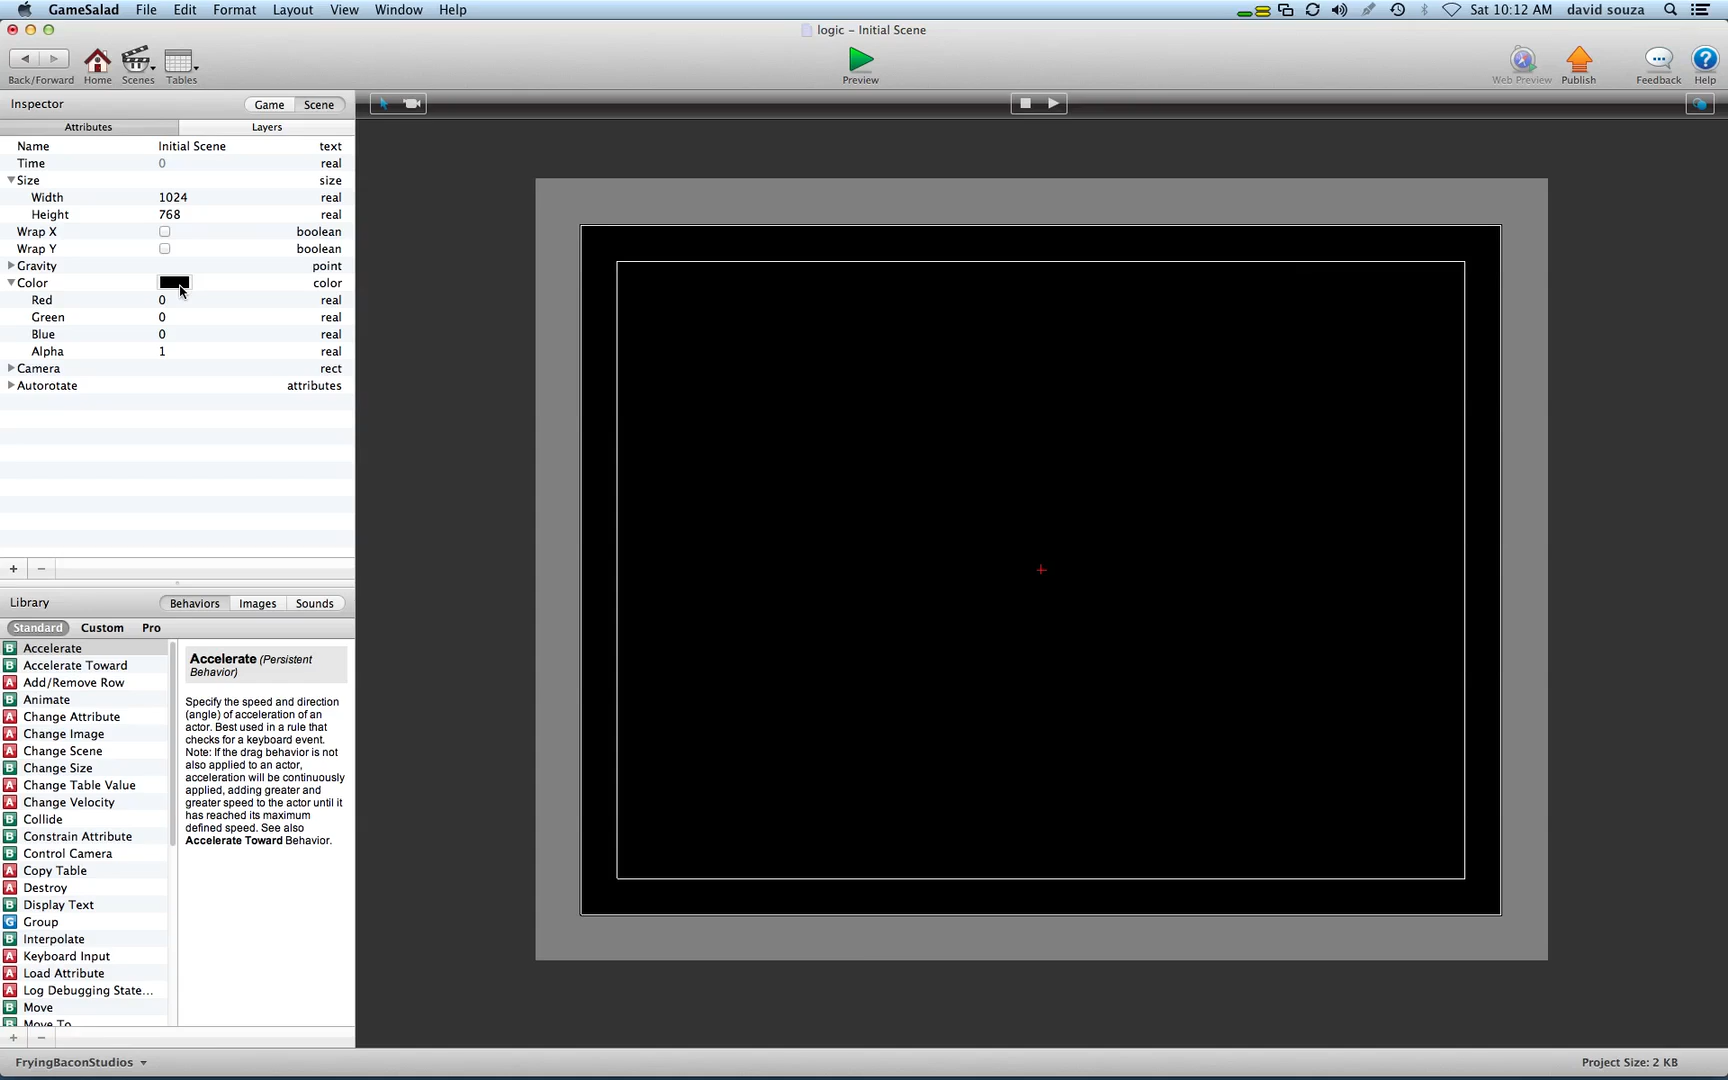 GameSalad File Edit Format Layout View Window Help Sat 10:12 AM david souza
logic – Initial Scene
Back/Forward Home Scenes Tables Preview Web Preview Publish Feedback Help
Inspector Game Scene
Attributes Layers
Name Initial Scene text
Time 0 real
Size size
Width 1024 real
Height 768 real
Wrap X boolean
Wrap Y boolean
Gravity point
Color color
Red 0 real
Green 0 real
Blue 0 real
Alpha 1 real
Camera rect
Autorotate attributes
+ −
Library Behaviors Images Sounds
Standard Custom Pro
B Accelerate
B Accelerate Toward
A Add/Remove Row
B Animate
A Change Attribute
A Change Image
A Change Scene
B Change Size
A Change Table Value
A Change Velocity
B Collide
B Constrain Attribute
B Control Camera
A Copy Table
A Destroy
B Display Text
G Group
B Interpolate
A Keyboard Input
A Load Attribute
A Log Debugging State...
B Move
B Move To
Accelerate (Persistent
Behavior)
Specify the speed and direction
(angle) of acceleration of an
actor. Best used in a rule that
checks for a keyboard event.
Note: If the drag behavior is not
also applied to an actor,
acceleration will be continuously
applied, adding greater and
greater speed to the actor until it
has reached its maximum
defined speed. See also
Accelerate Toward Behavior.
+ −
FryingBaconStudios Project Size: 2 KB